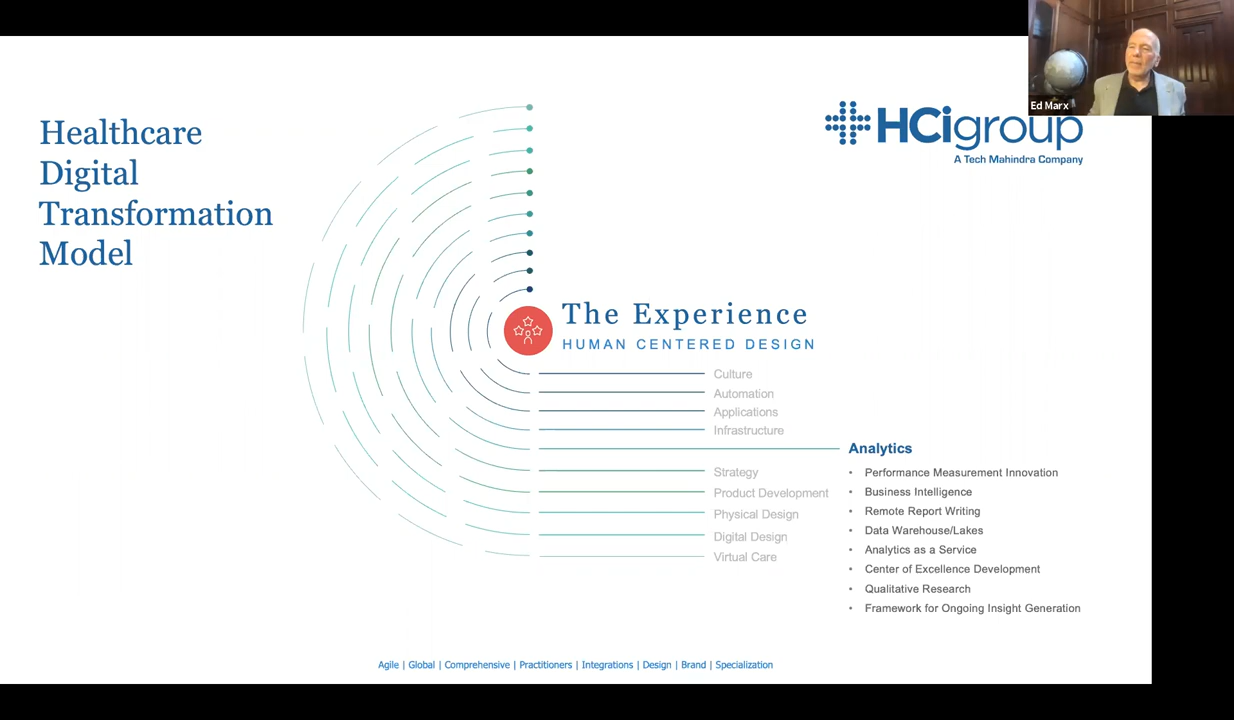 Healthcare
Digital
Transformation
Model
HCigroup
A Tech Mahindra Company
Ed Marx
The Experience
HUMAN CENTERED DESIGN
Culture
Automation
Applications
Infrastructure
Analytics
• Performance Measurement Innovation
• Business Intelligence
• Remote Report Writing
• Data Warehouse/Lakes
• Analytics as a Service
• Center of Excellence Development
• Qualitative Research
• Framework for Ongoing Insight Generation
Strategy
Product Development
Physical Design
Digital Design
Virtual Care
Agile | Global | Comprehensive | Practitioners | Integrations | Design | Brand | Specialization